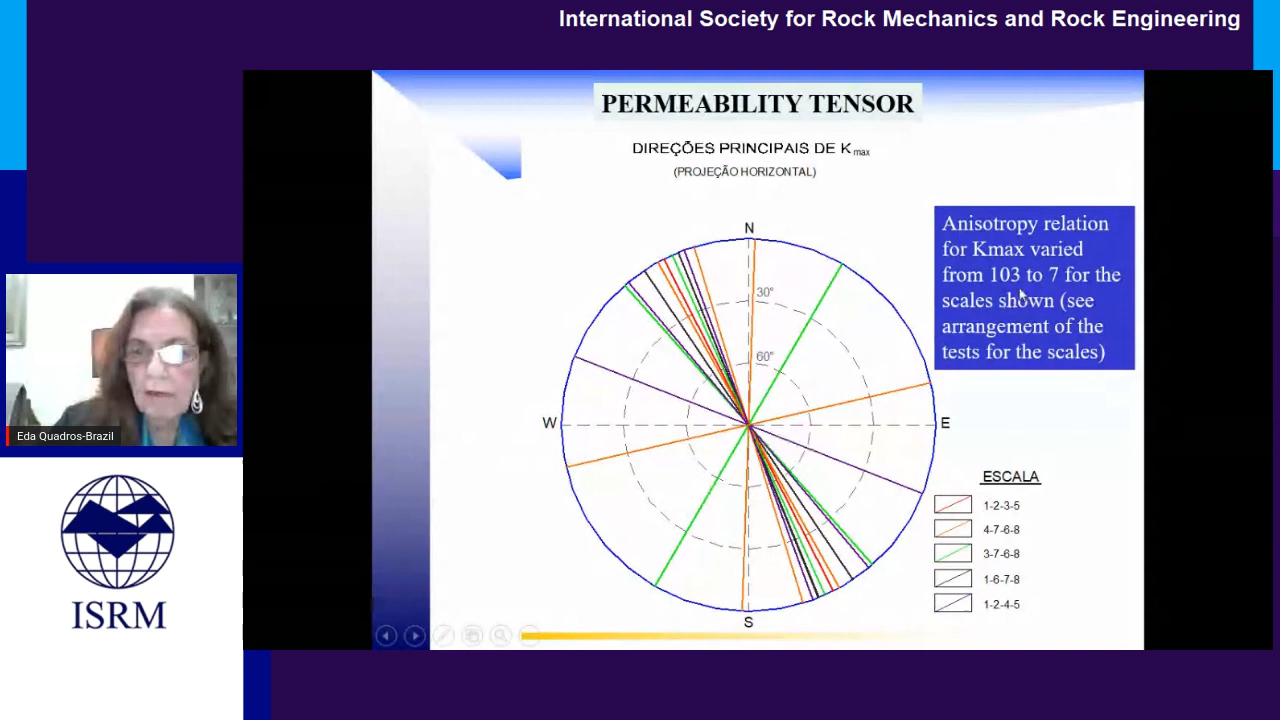 International Society for Rock Mechanics and Rock Engineering
PERMEABILITY TENSOR
DIREÇÕES PRINCIPAIS DE Kmax
(PROJEÇÃO HORIZONTAL)
Anisotropy relation
for Kmax varied
from 103 to 7 for the
scales shown (see
arrangement of the
tests for the scales)
N
30°
60°
W
E
S
ESCALA
1-2-3-5
4-7-6-8
3-7-6-8
1-6-7-8
1-2-4-5
Eda Quadros-Brazil
ISRM